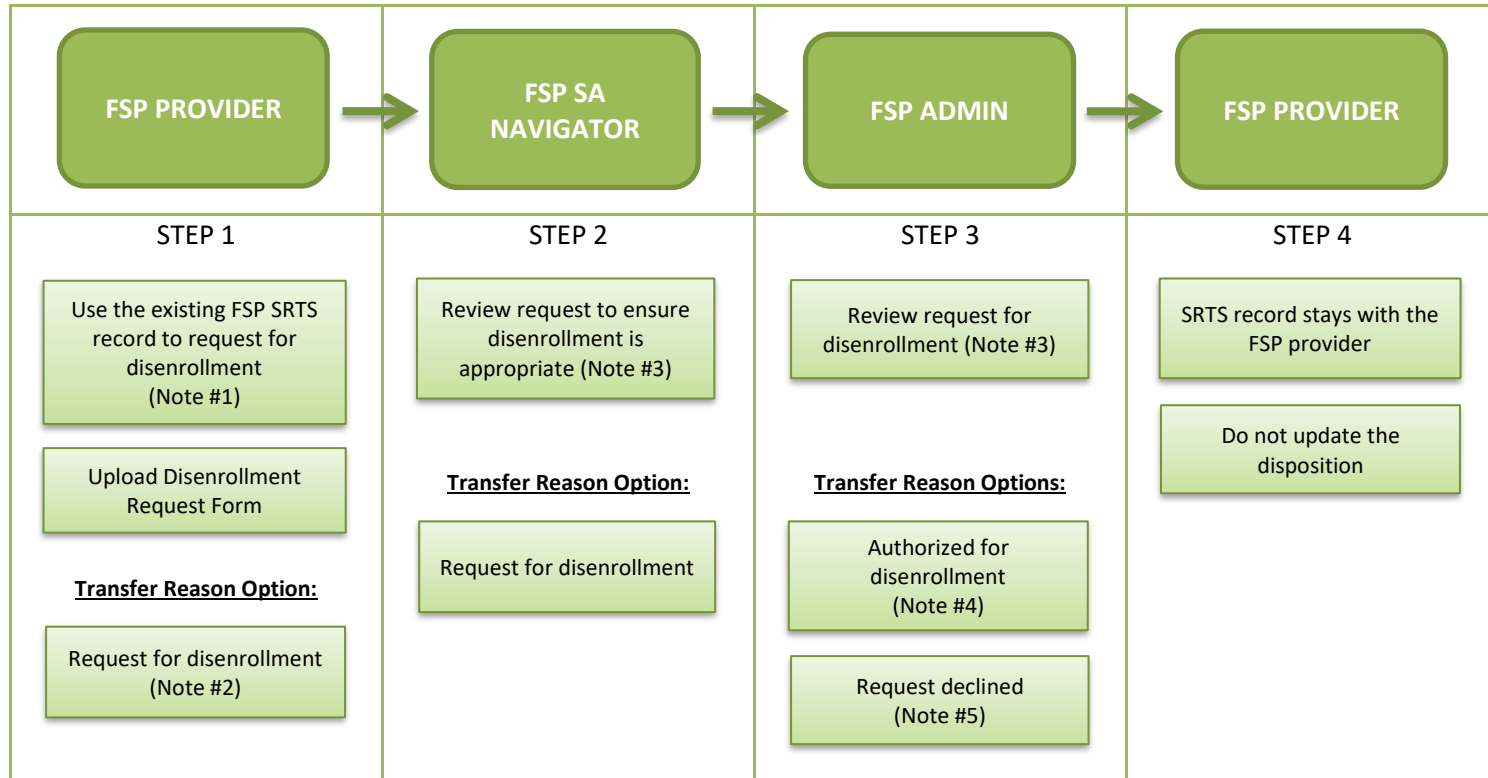 FSP PROVIDER
FSP SA
NAVIGATOR
FSP ADMIN
FSP PROVIDER
STEP 1
Use the existing FSP SRTS
record to request for
disenrollment
(Note #1)
Upload Disenrollment
Request Form
Transfer Reason Option:
Request for disenrollment
(Note #2)
STEP 2
Review request to ensure
disenrollment is
appropriate (Note #3)
Transfer Reason Option:
Request for disenrollment
STEP 3
Review request for
disenrollment (Note #3)
Transfer Reason Options:
Authorized for
disenrollment
(Note #4)
Request declined
(Note #5)
STEP 4
SRTS record stays with the
FSP provider
Do not update the
disposition